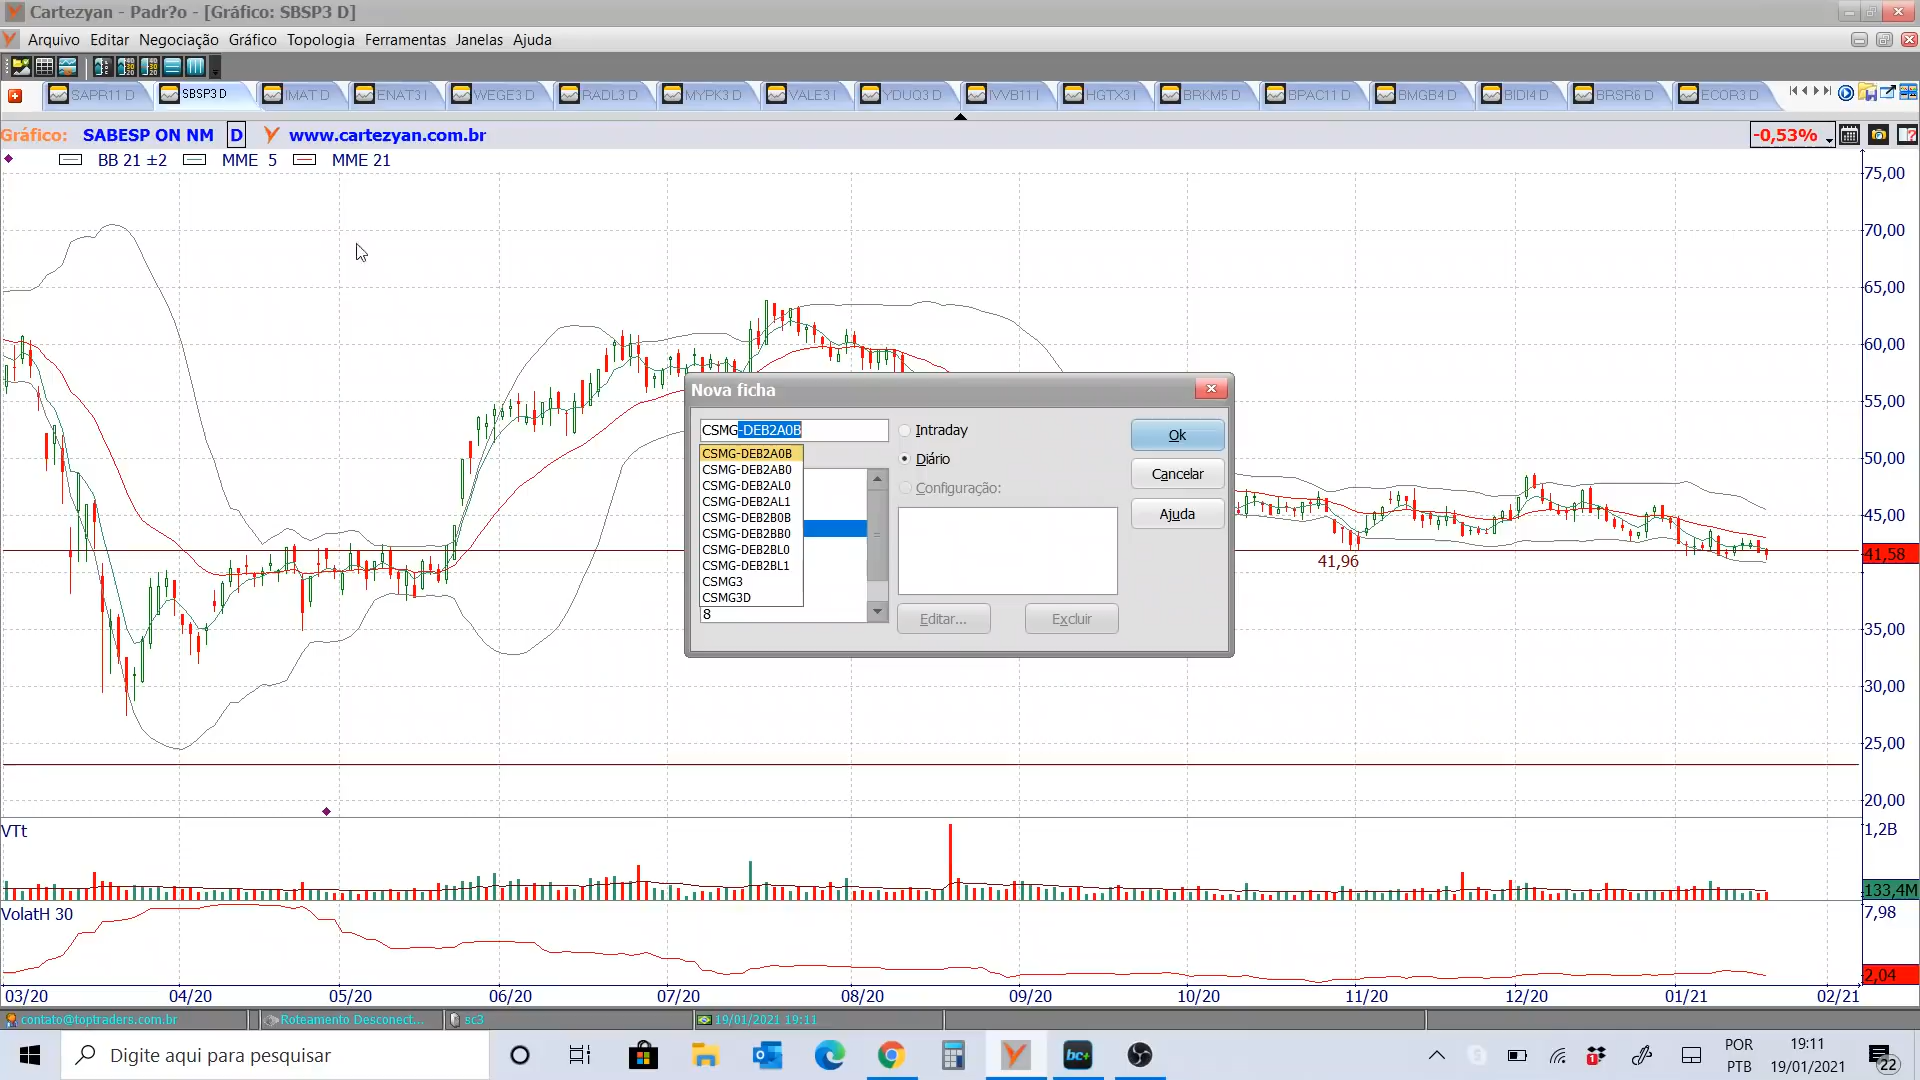 Cartezyan - Padr?o - [Gráfico: SBSP3 D]
Arquivo Editar Negociação Gráfico Topologia Ferramentas Janelas Ajuda
SAPR11 D SBSP3 D IMAT D ENAT3 I WEGE3 D RADL3 D MYPK3 D VALE3 I YDUQ3 D IVVB11 I HGTX3 I BRKM5 D BPAC11 D BMGB4 D BIDI4 D BRSR6 D ECOR3 D
Gráfico: SABESP ON NM D www.cartezyan.com.br -0,53%
BB 21 ±2 MME 5 MME 21
75,00
70,00
65,00
60,00
55,00
50,00
45,00
41,58
35,00
30,00
25,00
20,00
41,96
Nova ficha
CSMG-DEB2A0B
CSMG-DEB2A0B
CSMG-DEB2AB0
CSMG-DEB2AL0
CSMG-DEB2AL1
CSMG-DEB2B0B
CSMG-DEB2BB0
CSMG-DEB2BL0
CSMG-DEB2BL1
CSMG3
CSMG3D
8
Intraday
Diário
Configuração:
Editar...
Excluir
Ok
Cancelar
Ajuda
VTt
1,2B
133,4M
VolatH 30
7,98
2,04
03/20 04/20 05/20 06/20 07/20 08/20 09/20 10/20 11/20 12/20 01/21 02/21
contato@toptraders.com.br Roteamento Desconect... sc3 19/01/2021 19:11
Digite aqui para pesquisar
bc+
1
POR
PTB
19:11
19/01/2021
22